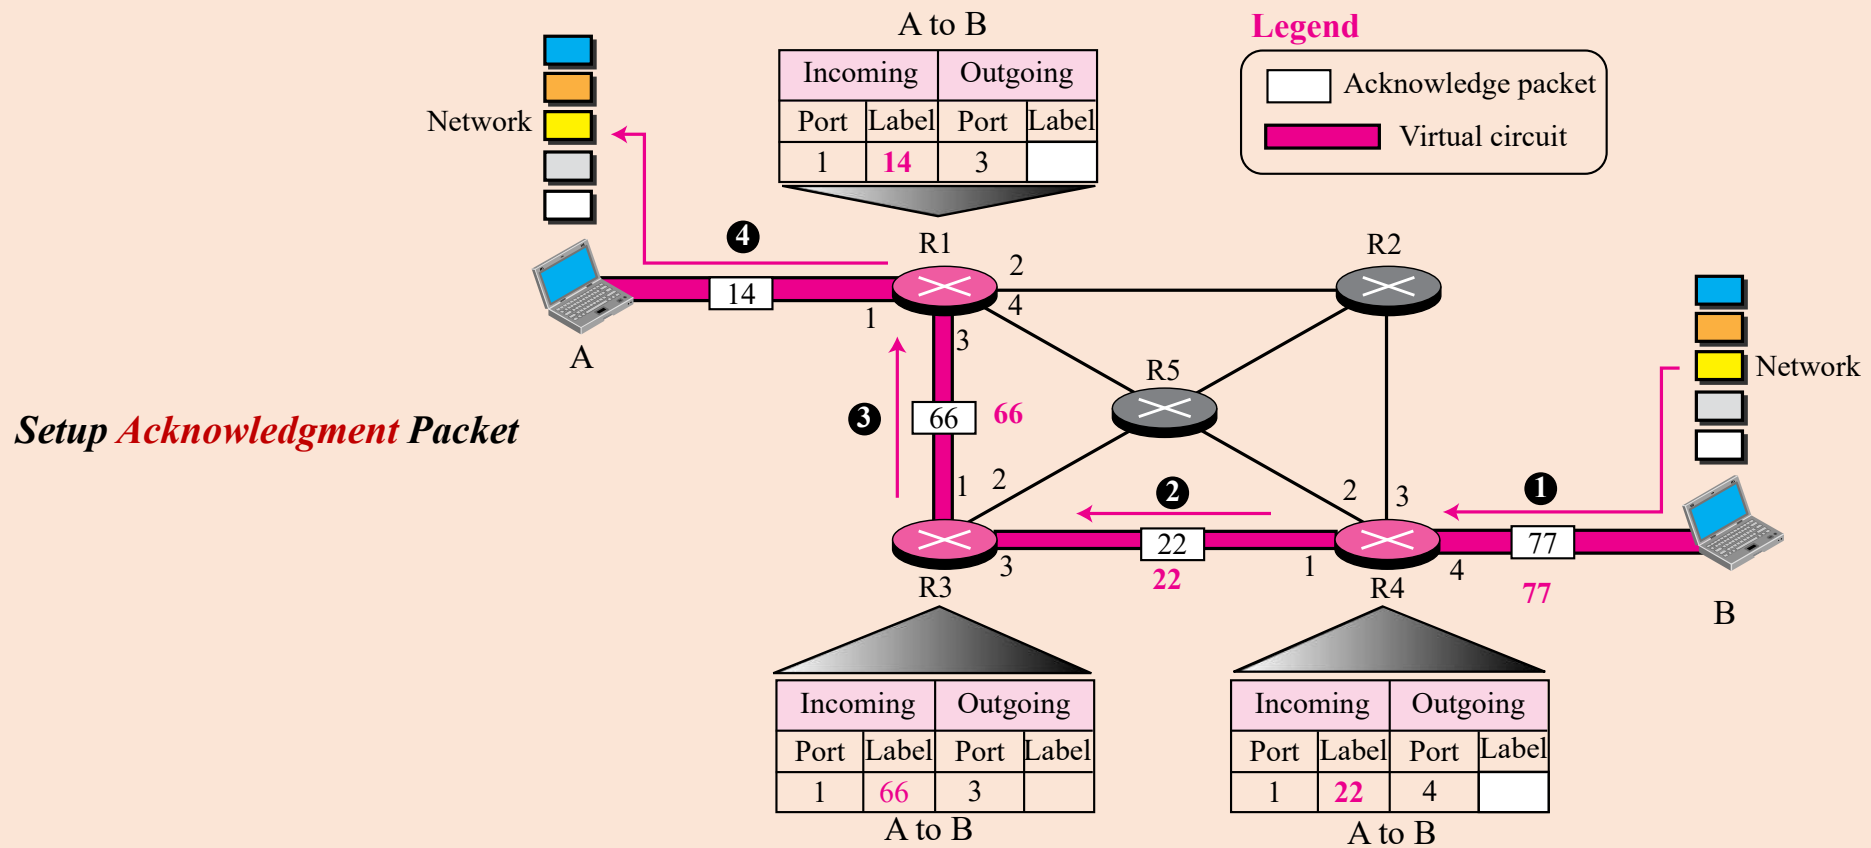 A to B
Legend
Incoming Outgoing
Port Label Port Label
1 14 3
Acknowledge packet
Virtual circuit
Network
4
R1
R2
2
14
4
1
A
3
R5
Network
3
66
66
Setup Acknowledgment Packet
1
2
2
2
3
1
22
77
3
22
1
4
77
R3
R4
B
Incoming Outgoing
Port Label Port Label
1 66 3
A to B
Incoming Outgoing
Port Label Port Label
1 22 4
A to B